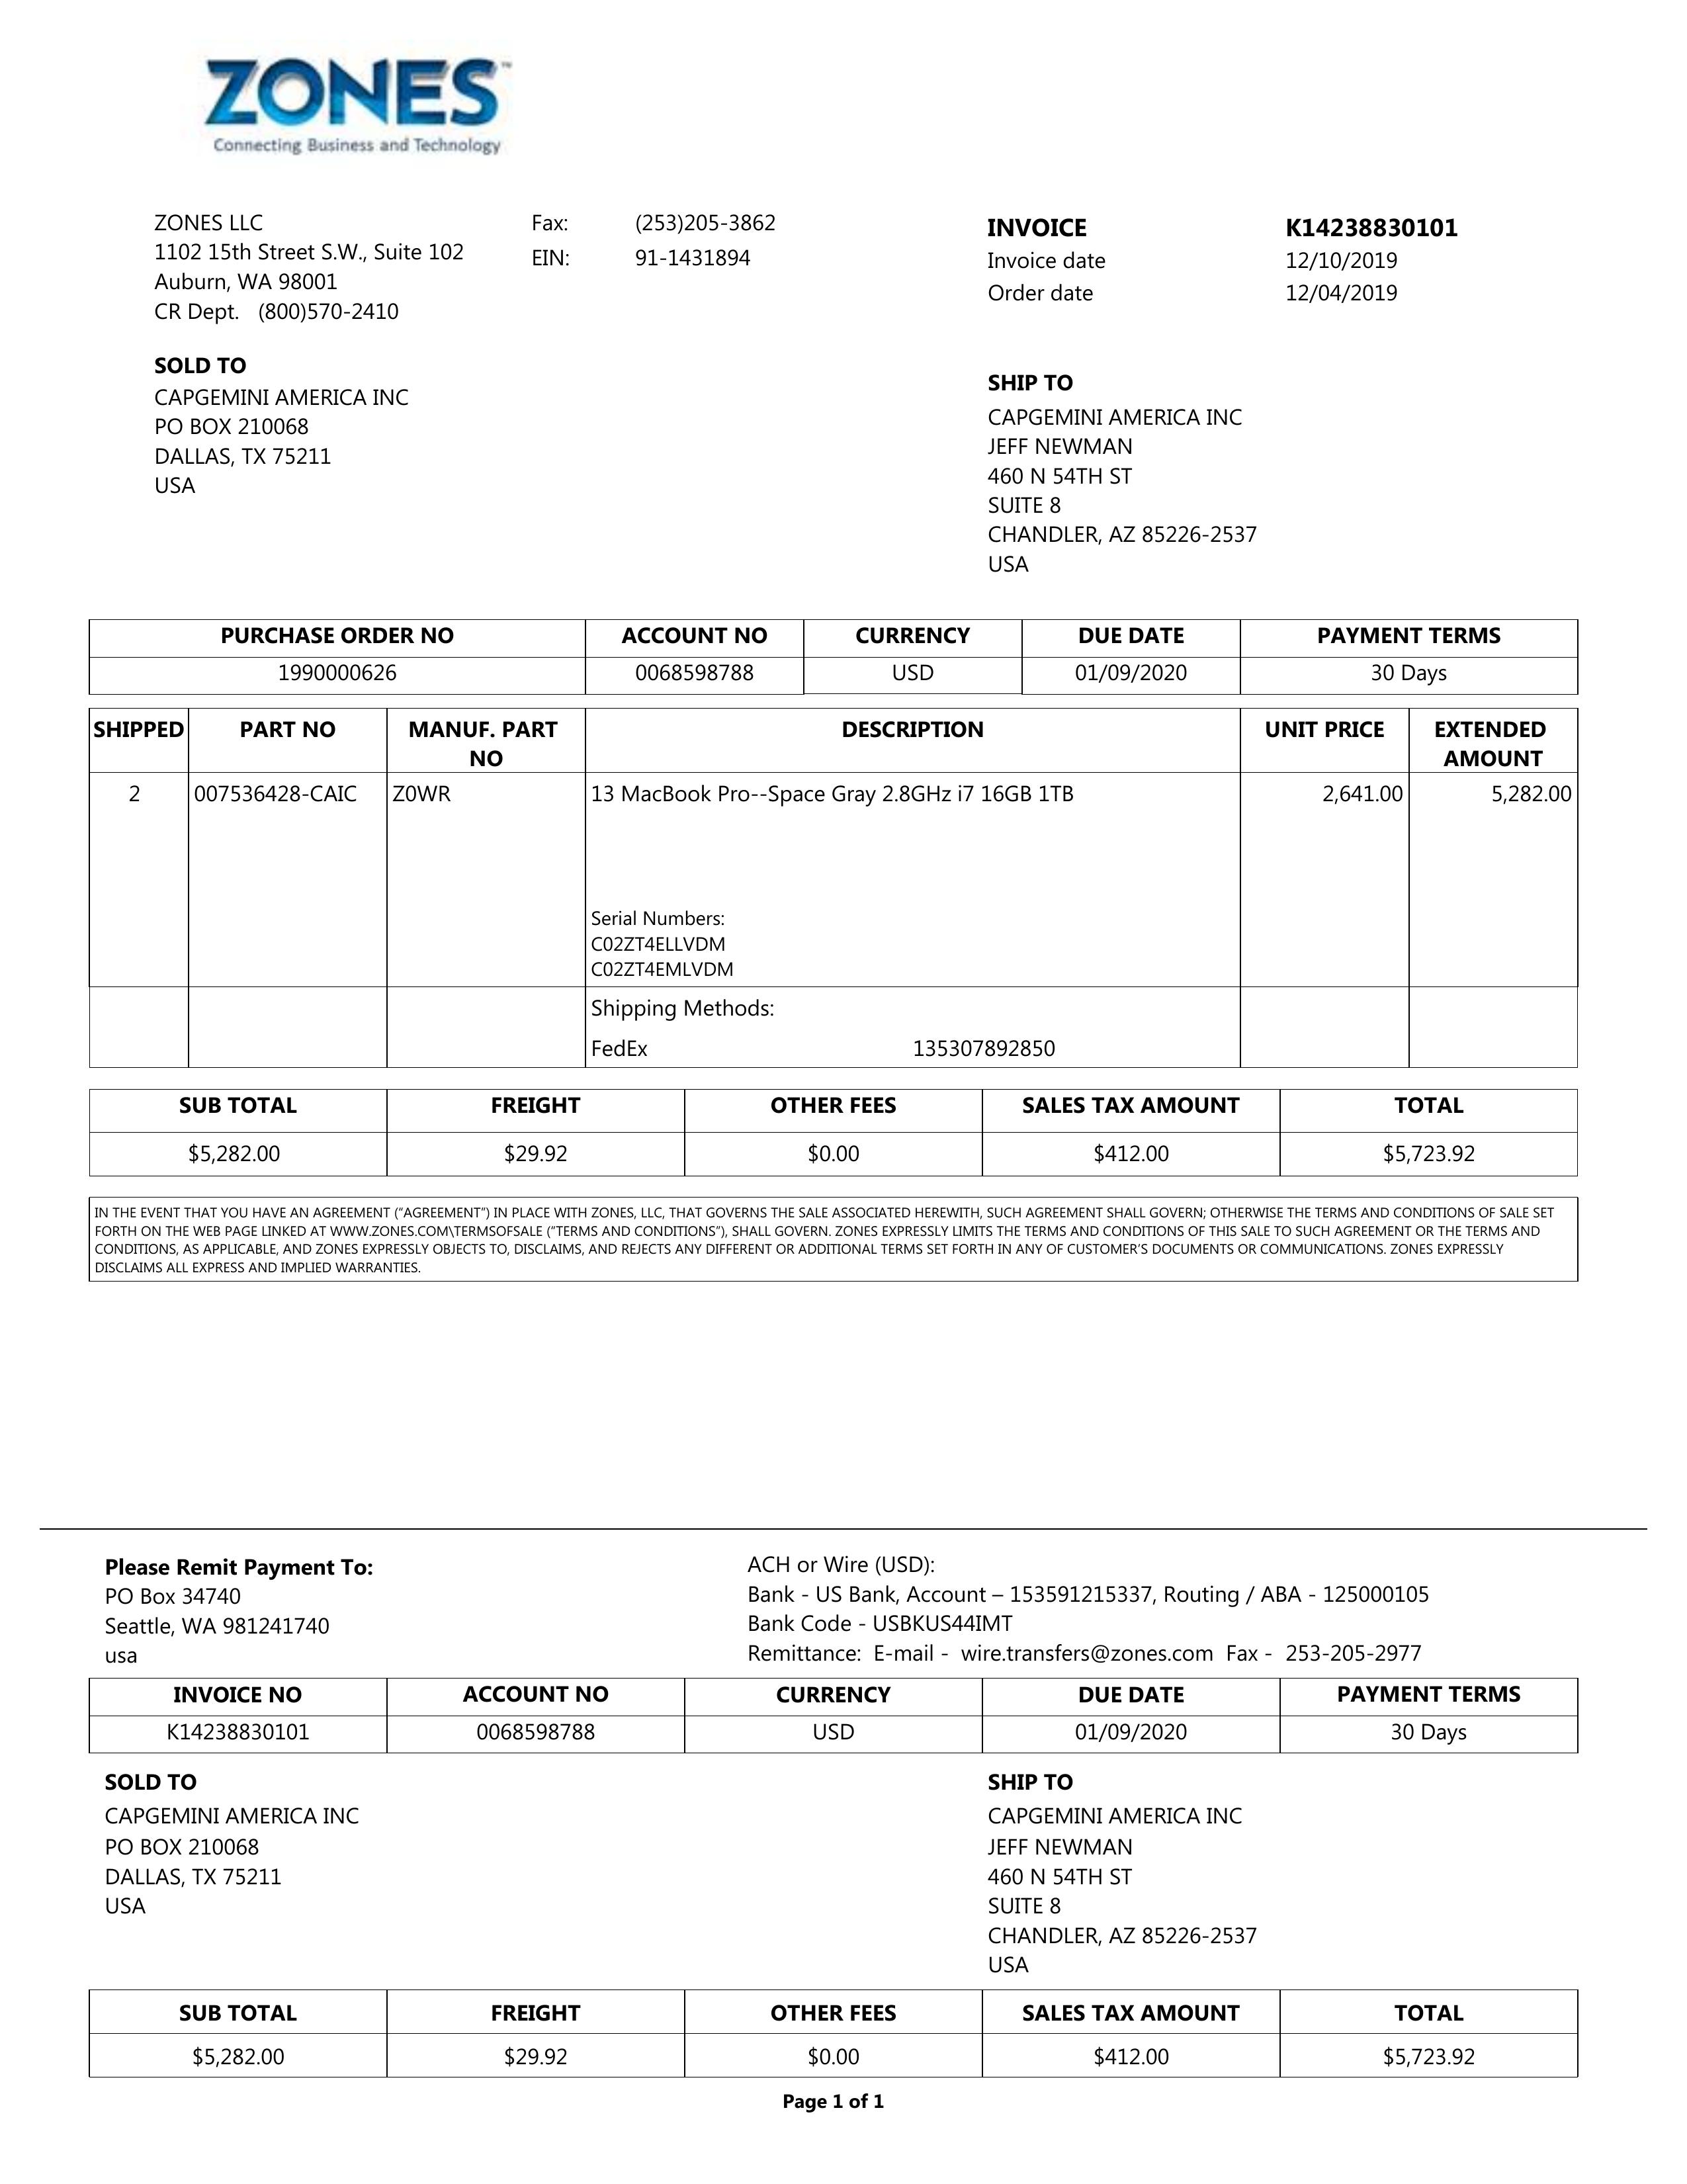 ZONES™
Connecting Business and Technology
ZONES LLC
1102 15th Street S.W., Suite 102
Auburn, WA 98001
CR Dept. (800)570-2410
Fax: (253)205-3862
EIN: 91-1431894
INVOICE K14238830101
Invoice date 12/10/2019
Order date 12/04/2019
SOLD TO
CAPGEMINI AMERICA INC
PO BOX 210068
DALLAS, TX 75211
USA
SHIP TO
CAPGEMINI AMERICA INC
JEFF NEWMAN
460 N 54TH ST
SUITE 8
CHANDLER, AZ 85226-2537
USA
PURCHASE ORDER NO ACCOUNT NO CURRENCY DUE DATE PAYMENT TERMS
1990000626 0068598788 USD 01/09/2020 30 Days
SHIPPED PART NO MANUF. PART NO DESCRIPTION UNIT PRICE EXTENDED AMOUNT
2 007536428-CAIC Z0WR 13 MacBook Pro--Space Gray 2.8GHz i7 16GB 1TB 2,641.00 5,282.00
Serial Numbers:
C02ZT4ELLVDM
C02ZT4EMLVDM
Shipping Methods:
FedEx 135307892850
SUB TOTAL FREIGHT OTHER FEES SALES TAX AMOUNT TOTAL
$5,282.00 $29.92 $0.00 $412.00 $5,723.92
IN THE EVENT THAT YOU HAVE AN AGREEMENT (“AGREEMENT”) IN PLACE WITH ZONES, LLC, THAT GOVERNS THE SALE ASSOCIATED HEREWITH, SUCH AGREEMENT SHALL GOVERN; OTHERWISE THE TERMS AND CONDITIONS OF SALE SET
FORTH ON THE WEB PAGE LINKED AT WWW.ZONES.COM\TERMSOFSALE (“TERMS AND CONDITIONS”), SHALL GOVERN. ZONES EXPRESSLY LIMITS THE TERMS AND CONDITIONS OF THIS SALE TO SUCH AGREEMENT OR THE TERMS AND
CONDITIONS, AS APPLICABLE, AND ZONES EXPRESSLY OBJECTS TO, DISCLAIMS, AND REJECTS ANY DIFFERENT OR ADDITIONAL TERMS SET FORTH IN ANY OF CUSTOMER’S DOCUMENTS OR COMMUNICATIONS. ZONES EXPRESSLY
DISCLAIMS ALL EXPRESS AND IMPLIED WARRANTIES.
Please Remit Payment To:
PO Box 34740
Seattle, WA 981241740
usa
ACH or Wire (USD):
Bank - US Bank, Account – 153591215337, Routing / ABA - 125000105
Bank Code - USBKUS44IMT
Remittance: E-mail - wire.transfers@zones.com Fax - 253-205-2977
INVOICE NO ACCOUNT NO CURRENCY DUE DATE PAYMENT TERMS
K14238830101 0068598788 USD 01/09/2020 30 Days
SOLD TO
CAPGEMINI AMERICA INC
PO BOX 210068
DALLAS, TX 75211
USA
SHIP TO
CAPGEMINI AMERICA INC
JEFF NEWMAN
460 N 54TH ST
SUITE 8
CHANDLER, AZ 85226-2537
USA
SUB TOTAL FREIGHT OTHER FEES SALES TAX AMOUNT TOTAL
$5,282.00 $29.92 $0.00 $412.00 $5,723.92
Page 1 of 1